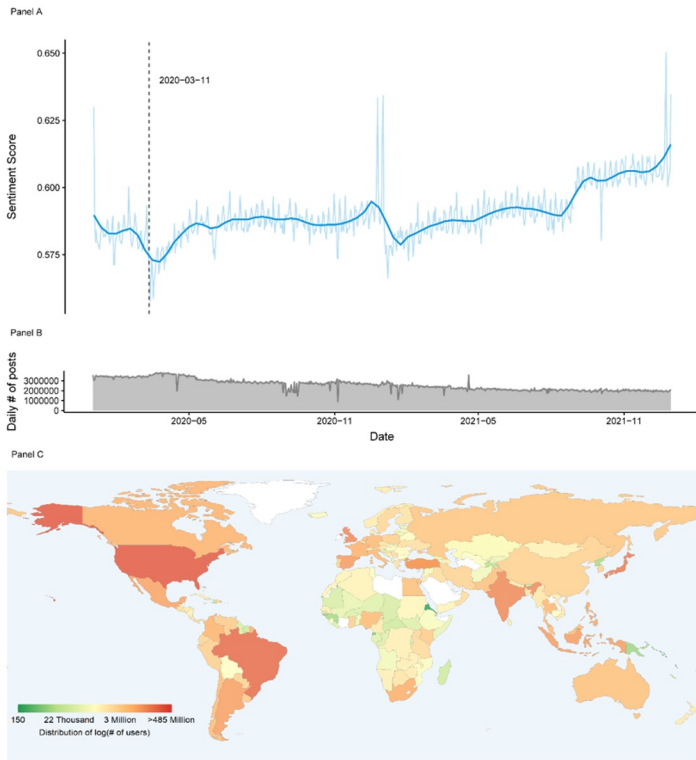 Panel A
0.650
2020-03-11
0.625
Sentiment Score
0.600
0.575
Panel B
Daily # of posts
3000000
2000000
1000000
0
2020-05 2020-11 2021-05 2021-11
Date
Panel C
150 22 Thousand 3 Million >485 Million
Distribution of log(# of users)